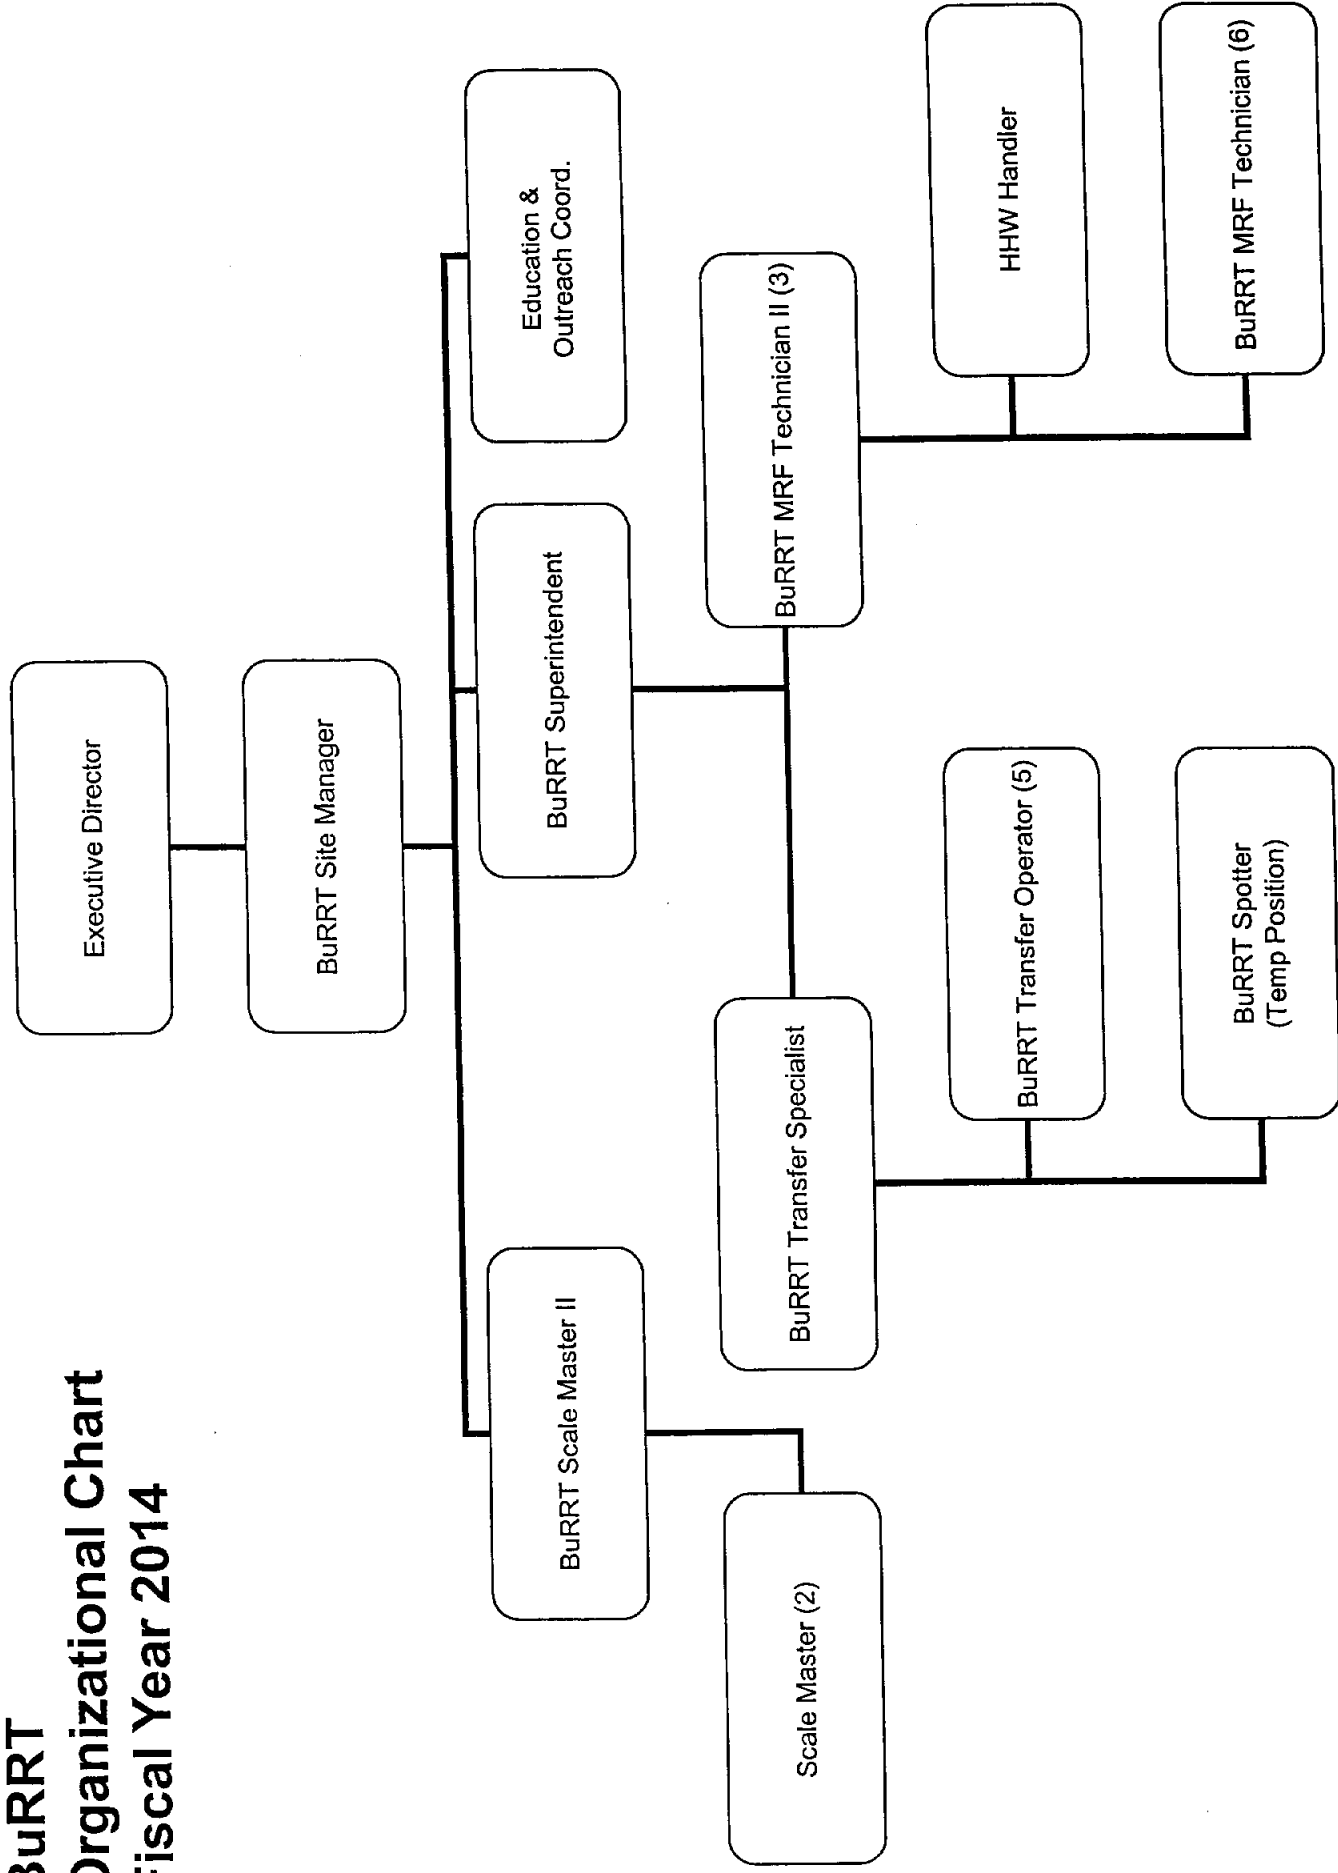 BuRRT
Organizational Chart
Fiscal Year 2014
Executive Director
BuRRT Site Manager
BuRRT Scale Master II
BuRRT Superintendent
Education &
Outreach Coord.
Scale Master (2)
BuRRT Transfer Specialist
BuRRT MRF Technician II (3)
BuRRT Transfer Operator (5)
HHW Handler
BuRRT Spotter
(Temp Position)
BuRRT MRF Technician (6)